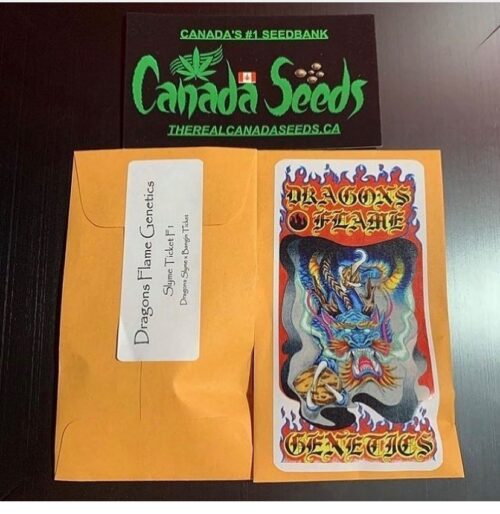 CANADA'S #1 SEEDBANK
Canada Seeds
THEREALCANADASEEDS.CA
Dragons Flame Genetics
Slyme Ticket F1
Dragons Slyme x Bangin Ticket
DRAGONS
FLAME
GENETICS